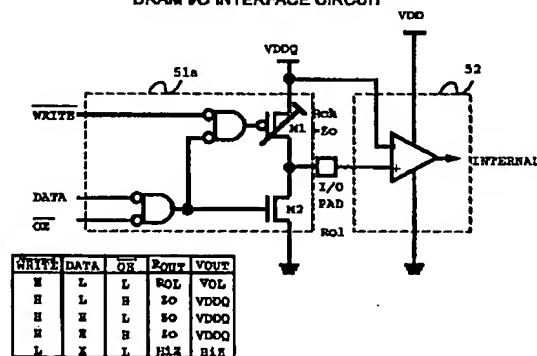 DRAM I/O INTERFACE CIRCUIT
VDD
VDDQ
51a
52
WRITE
M1
Roh
=Zo
DATA
OE
M2
I/O
PAD
Rol
INTERNAL
WRITE DATA OE ROUT VOUT
H L L ROL VOL
H L H ZO VDDQ
H H L ZO VDDQ
H H H ZO VDDQ
L X L HiZ HiZ